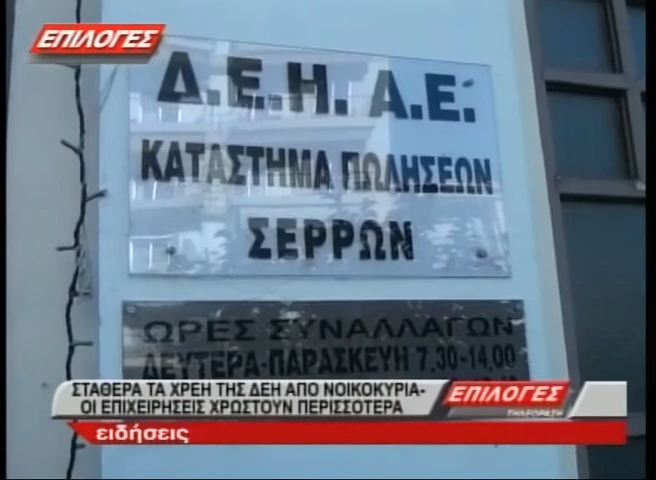 ΕΠΙΛΟΓΕΣ
Δ.Ε.Η. Α.Ε.
ΚΑΤΑΣΤΗΜΑ ΠΩΛΗΣΕΩΝ
ΣΕΡΡΩΝ
ΩΡΕΣ ΣΥΝΑΛΛΑΓΩΝ
ΔΕΥΤΕΡΑ-ΠΑΡΑΣΚΕΥΗ 7.30-14.00
ΣΤΑΘΕΡΑ ΤΑ ΧΡΕΗ ΤΗΣ ΔΕΗ ΑΠΟ ΝΟΙΚΟΚΥΡΙΑ-
ΟΙ ΕΠΙΧΕΙΡΗΣΕΙΣ ΧΡΩΣΤΟΥΝ ΠΕΡΙΣΣΟΤΕΡΑ
ΕΠΙΛΟΓΕΣ
ΤΗΛΕΟΡΑΣΗ
ειδήσεις